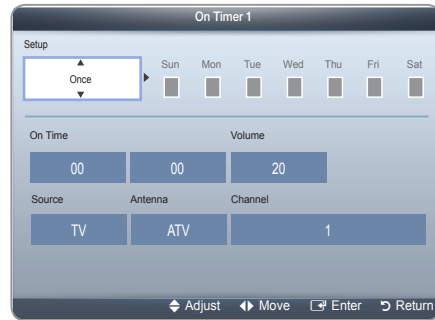 On Timer 1
Setup
Once
Sun Mon Tue Wed Thu Fri Sat
On Time Volume
00 00 20
Source Antenna Channel
TV ATV 1
Adjust Move Enter Return